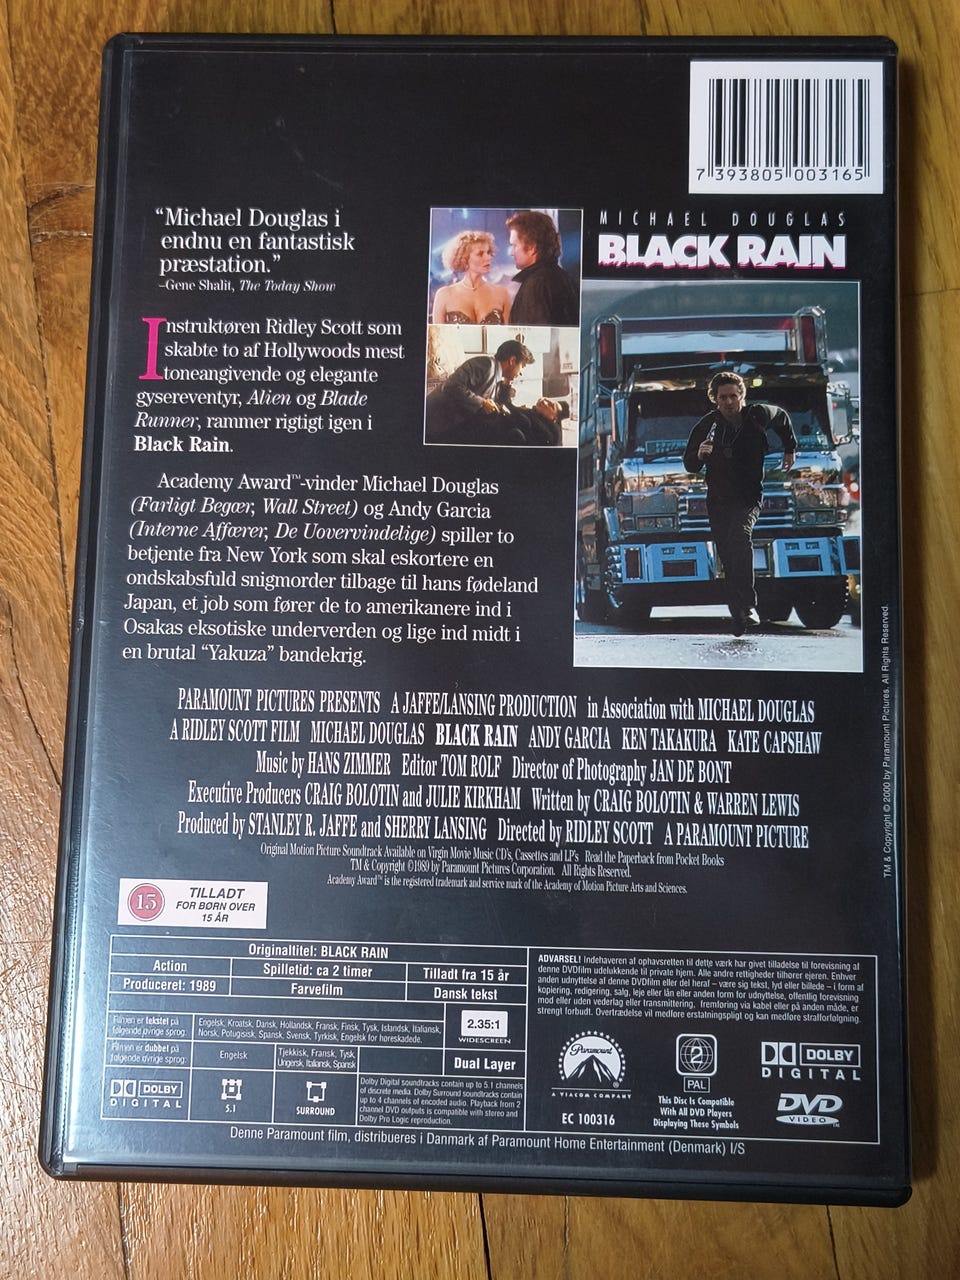 7 393805 003165
"Michael Douglas i
endnu en fantastisk
præstation."
–Gene Shalit, The Today Show
MICHAEL DOUGLAS
BLACK RAIN
Instruktøren Ridley Scott som
skabte to af Hollywoods mest
toneangivende og elegante
gysereventyr, Alien og Blade
Runner, rammer rigtigt igen i
Black Rain.
Academy Award™-vinder Michael Douglas
(Farligt Begær, Wall Street) og Andy Garcia
(Interne Affærer, De Uovervindelige) spiller to
betjente fra New York som skal eskortere en
ondskabsfuld snigmorder tilbage til hans fødeland
Japan, et job som fører de to amerikanere ind i
Osakas eksotiske underverden og lige ind midt i
en brutal "Yakuza" bandekrig.
TM & Copyright © 2000 by Paramount Pictures. All Rights Reserved.
PARAMOUNT PICTURES PRESENTS A JAFFE/LANSING PRODUCTION in Association with MICHAEL DOUGLAS
A RIDLEY SCOTT FILM MICHAEL DOUGLAS BLACK RAIN ANDY GARCIA KEN TAKAKURA KATE CAPSHAW
Music by HANS ZIMMER Editor TOM ROLF Director of Photography JAN DE BONT
Executive Producers CRAIG BOLOTIN and JULIE KIRKHAM Written by CRAIG BOLOTIN & WARREN LEWIS
Produced by STANLEY R. JAFFE and SHERRY LANSING Directed by RIDLEY SCOTT A PARAMOUNT PICTURE
Original Motion Picture Soundtrack Available on Virgin Movie Music CD's, Cassettes and LP's Read the Paperback from Pocket Books
TM & Copyright ©1989 by Paramount Pictures Corporation. All Rights Reserved.
Academy Award™ is the registered trademark and service mark of the Academy of Motion Picture Arts and Sciences.
15
TILLADT
FOR BØRN OVER
15 ÅR
Originaltitel: BLACK RAIN
Action
Spilletid: ca 2 timer
Tilladt fra 15 år
Produceret: 1989
Farvefilm
Dansk tekst
Filmen er tekstet på
følgende øvrige sprog:
Engelsk, Kroatsk, Dansk, Hollandsk, Fransk, Finsk, Tysk, Islandsk, Italiansk,
Norsk, Potugisisk, Spansk, Svensk, Tyrkisk, Engelsk for høreskadede.
2.35:1
WIDESCREEN
Filmen er dubbet på
følgende øvrige sprog:
Engelsk
Tjekkisk, Fransk, Tysk,
Ungersk, Italiansk, Spansk
Dual Layer
DOLBY
DIGITAL
5.1
SURROUND
Dolby Digital soundtracks contain up to 5.1 channels
of discrete media. Dolby Surround soundtracks contain
up to 4 channels of encoded audio. Playback from 2
channel DVD outputs is compatible with stereo and
Dolby Pro Logic reproduction.
ADVARSEL! Indehaveren af ophavsretten til dette værk har givet tilladelse til forevisning af
denne DVDfilm udelukkende til private hjem. Alle andre rettigheder tilhører ejeren. Enhver
anden udnyttelse af denne DVDfilm eller del heraf – være sig tekst, lyd eller billede – i form af
kopiering, redigering, salg, leje eller lån eller anden form for udnyttelse, offentlig forevisning
mod eller uden vederlag eller transmitering, fremføring via kabel eller på anden måde, er
strengt forbudt. Overtrædelse vil medføre erstatningspligt og kan medføre strafforfølgning.
Paramount
A VIACOM COMPANY
EC 100316
2
PAL
This Disc Is Compatible
With All DVD Players
Displaying These Symbols
DOLBY
DIGITAL
DVD
VIDEO
TM
Denne Paramount film, distribueres i Danmark af Paramount Home Entertainment (Denmark) I/S